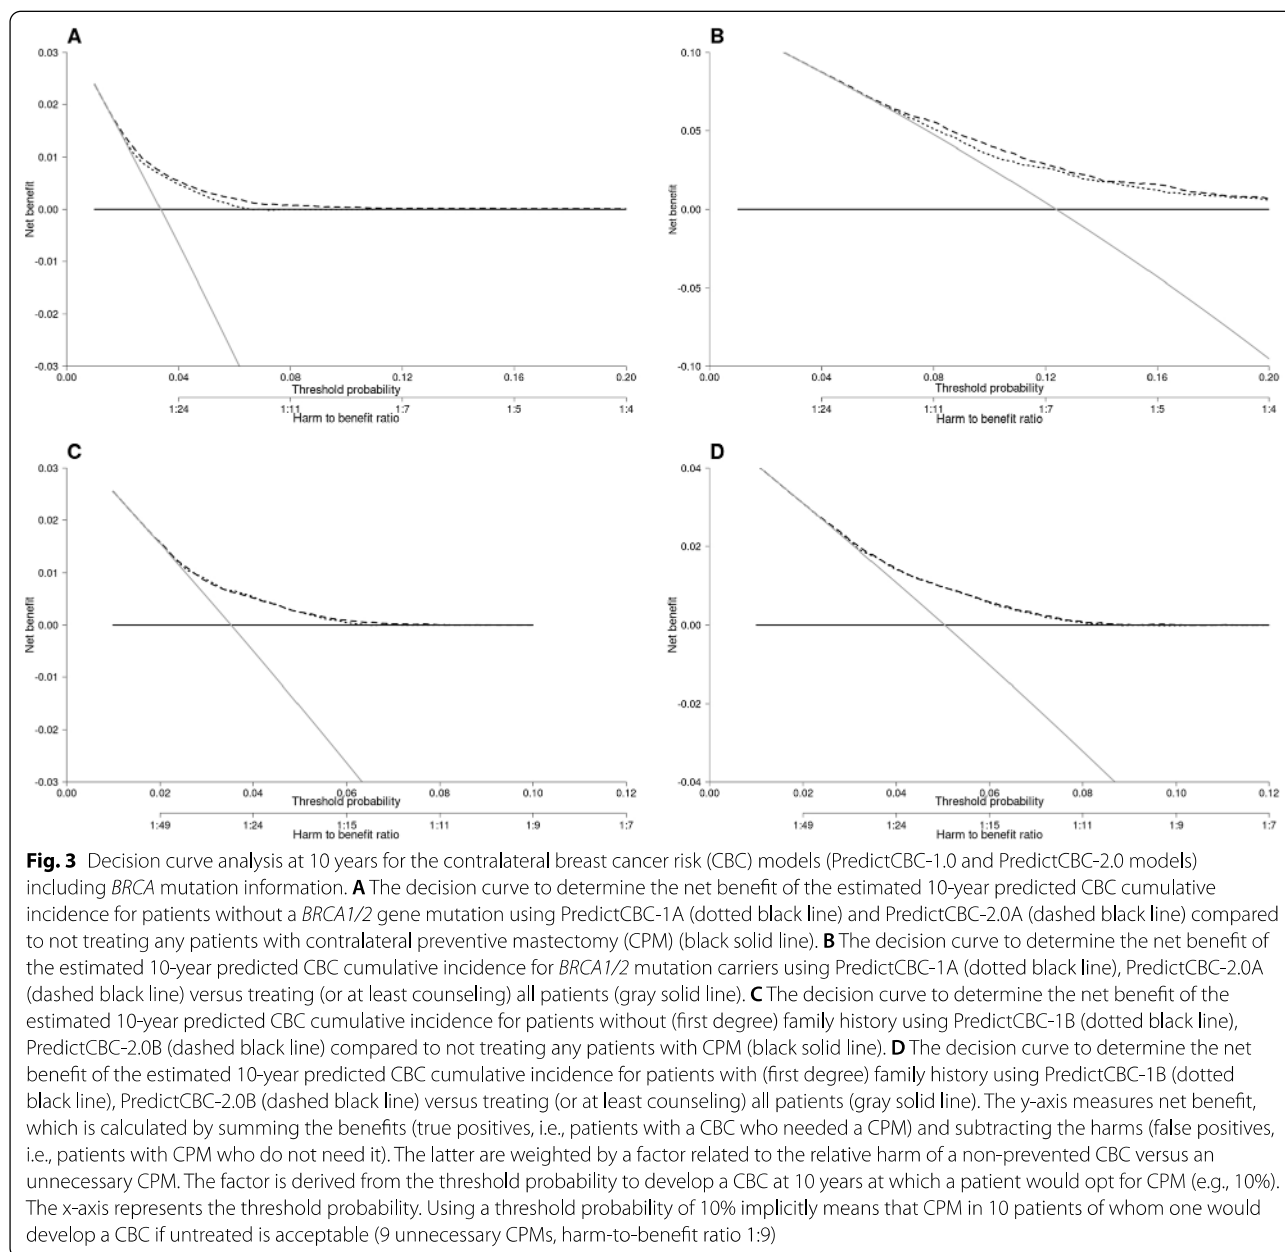 A
0.03
0.02
0.01
0.00
-0.01
-0.02
-0.03
Net benefit
0.00 0.04 0.08 0.12 0.16 0.20
Threshold probability
1:24 1:11 1:7 1:5 1:4
Harm to benefit ratio
B
0.10
0.05
0.00
-0.05
-0.10
Net benefit
0.00 0.04 0.08 0.12 0.16 0.20
Threshold probability
1:24 1:11 1:7 1:5 1:4
Harm to benefit ratio
C
0.03
0.02
0.01
0.00
-0.01
-0.02
-0.03
Net benefit
0.00 0.02 0.04 0.06 0.08 0.10 0.12
Threshold probability
1:49 1:24 1:15 1:11 1:9 1:7
Harm to benefit ratio
D
0.04
0.02
0.00
-0.02
-0.04
Net benefit
0.00 0.02 0.04 0.06 0.08 0.10 0.12
Threshold probability
1:49 1:24 1:15 1:11 1:9 1:7
Harm to benefit ratio
Fig. 3 Decision curve analysis at 10 years for the contralateral breast cancer risk (CBC) models (PredictCBC-1.0 and PredictCBC-2.0 models)
including BRCA mutation information. A The decision curve to determine the net benefit of the estimated 10-year predicted CBC cumulative
incidence for patients without a BRCA1/2 gene mutation using PredictCBC-1A (dotted black line) and PredictCBC-2.0A (dashed black line) compared
to not treating any patients with contralateral preventive mastectomy (CPM) (black solid line). B The decision curve to determine the net benefit of
the estimated 10-year predicted CBC cumulative incidence for BRCA1/2 mutation carriers using PredictCBC-1A (dotted black line), PredictCBC-2.0A
(dashed black line) versus treating (or at least counseling) all patients (gray solid line). C The decision curve to determine the net benefit of the
estimated 10-year predicted CBC cumulative incidence for patients without (first degree) family history using PredictCBC-1B (dotted black line),
PredictCBC-2.0B (dashed black line) compared to not treating any patients with CPM (black solid line). D The decision curve to determine the net
benefit of the estimated 10-year predicted CBC cumulative incidence for patients with (first degree) family history using PredictCBC-1B (dotted
black line), PredictCBC-2.0B (dashed black line) versus treating (or at least counseling) all patients (gray solid line). The y-axis measures net benefit,
which is calculated by summing the benefits (true positives, i.e., patients with a CBC who needed a CPM) and subtracting the harms (false positives,
i.e., patients with CPM who do not need it). The latter are weighted by a factor related to the relative harm of a non-prevented CBC versus an
unnecessary CPM. The factor is derived from the threshold probability to develop a CBC at 10 years at which a patient would opt for CPM (e.g., 10%).
The x-axis represents the threshold probability. Using a threshold probability of 10% implicitly means that CPM in 10 patients of whom one would
develop a CBC if untreated is acceptable (9 unnecessary CPMs, harm-to-benefit ratio 1:9)